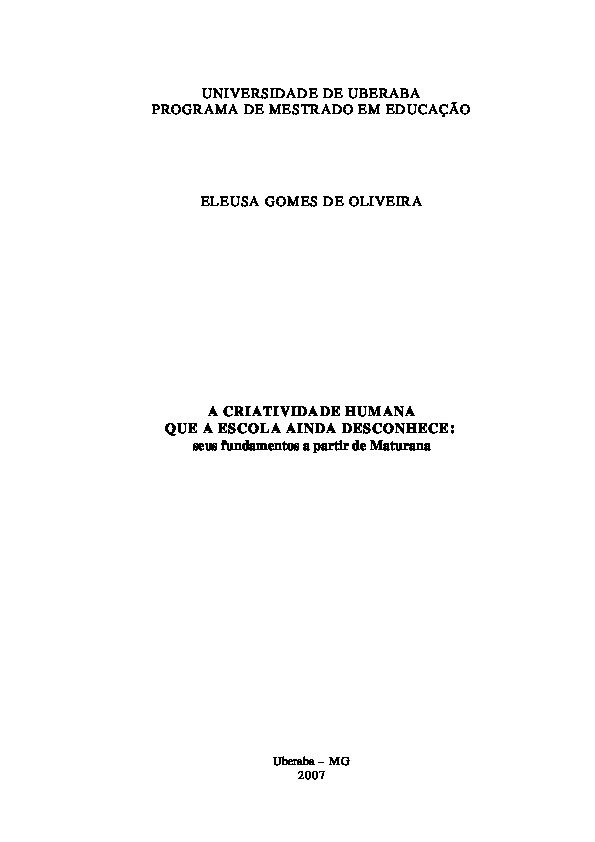 UNIVERSIDADE DE UBERABA
PROGRAMA DE MESTRADO EM EDUCAÇÃO
ELEUSA GOMES DE OLIVEIRA
A CRIATIVIDADE HUMANA
QUE A ESCOLA AINDA DESCONHECE:
seus fundamentos a partir de Maturana
Uberaba – MG
2007